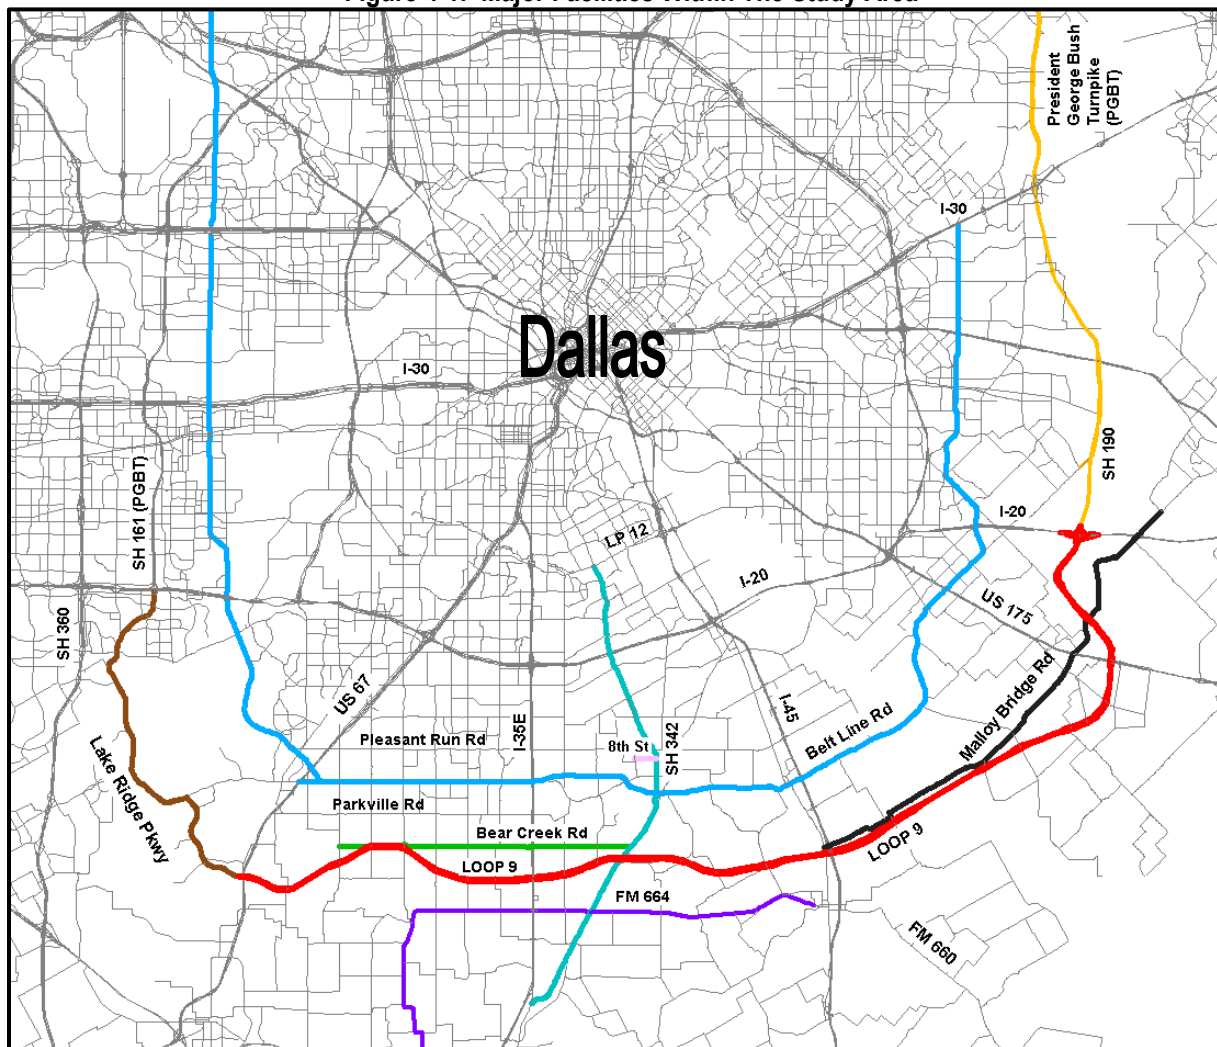 President
George Bush
Turnpike
(PGBT)
I-30
Dallas
I-30
SH 190
SH 161 (PGBT)
I-20
LP 12
I-20
US 175
SH 360
US 67
I-35E
I-45
Malloy Bridge Rd
Belt Line Rd
Pleasant Run Rd
8th St
SH 342
Lake Ridge Pkwy
Parkville Rd
Bear Creek Rd
LOOP 9
LOOP 9
FM 664
FM 660